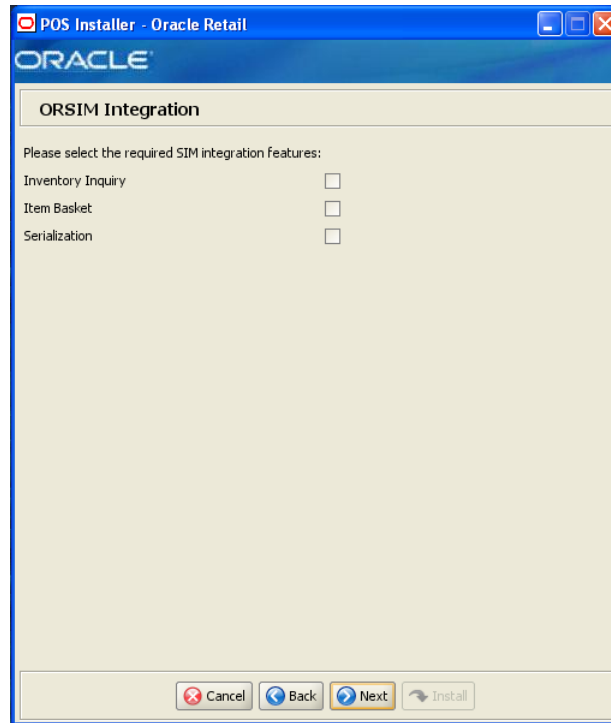 POS Installer - Oracle Retail
ORACLE
ORSIM Integration
Please select the required SIM integration features:
Inventory Inquiry
Item Basket
Serialization
Cancel Back Next Install